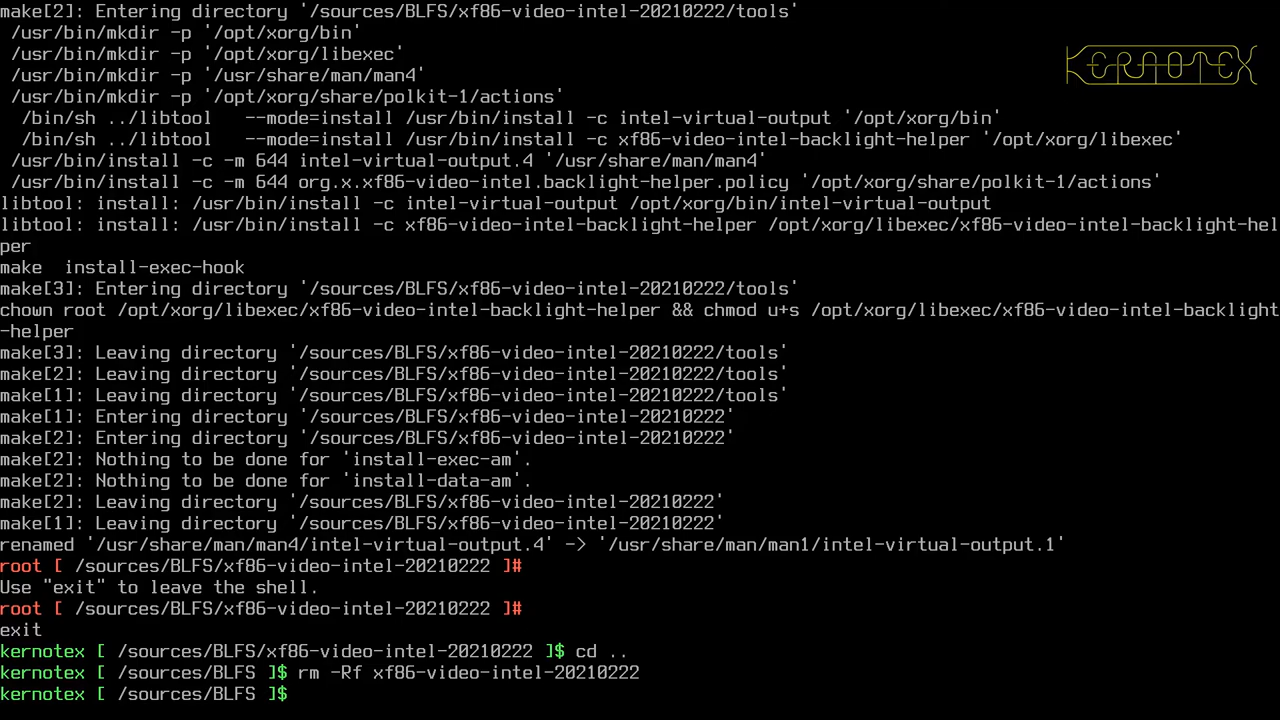 make[2]: Entering directory '/sources/BLFS/xf86-video-intel-20210222/tools'
 /usr/bin/mkdir -p '/opt/xorg/bin'
 /usr/bin/mkdir -p '/opt/xorg/libexec'
 /usr/bin/mkdir -p '/usr/share/man/man4'
 /usr/bin/mkdir -p '/opt/xorg/share/polkit-1/actions'
KERNOTEX
  /bin/sh ../libtool   --mode=install /usr/bin/install -c intel-virtual-output '/opt/xorg/bin'
  /bin/sh ../libtool   --mode=install /usr/bin/install -c xf86-video-intel-backlight-helper '/opt/xorg/libexec'
 /usr/bin/install -c -m 644 intel-virtual-output.4 '/usr/share/man/man4'
 /usr/bin/install -c -m 644 org.x.xf86-video-intel.backlight-helper.policy '/opt/xorg/share/polkit-1/actions'
libtool: install: /usr/bin/install -c intel-virtual-output /opt/xorg/bin/intel-virtual-output
libtool: install: /usr/bin/install -c xf86-video-intel-backlight-helper /opt/xorg/libexec/xf86-video-intel-backlight-hel
per
make  install-exec-hook
make[3]: Entering directory '/sources/BLFS/xf86-video-intel-20210222/tools'
chown root /opt/xorg/libexec/xf86-video-intel-backlight-helper && chmod u+s /opt/xorg/libexec/xf86-video-intel-backlight
-helper
make[3]: Leaving directory '/sources/BLFS/xf86-video-intel-20210222/tools'
make[2]: Leaving directory '/sources/BLFS/xf86-video-intel-20210222/tools'
make[1]: Leaving directory '/sources/BLFS/xf86-video-intel-20210222/tools'
make[1]: Entering directory '/sources/BLFS/xf86-video-intel-20210222'
make[2]: Entering directory '/sources/BLFS/xf86-video-intel-20210222'
make[2]: Nothing to be done for 'install-exec-am'.
make[2]: Nothing to be done for 'install-data-am'.
make[2]: Leaving directory '/sources/BLFS/xf86-video-intel-20210222'
make[1]: Leaving directory '/sources/BLFS/xf86-video-intel-20210222'
renamed '/usr/share/man/man4/intel-virtual-output.4' -> '/usr/share/man/man1/intel-virtual-output.1'
root [ /sources/BLFS/xf86-video-intel-20210222 ]#
Use "exit" to leave the shell.
root [ /sources/BLFS/xf86-video-intel-20210222 ]#
exit
kernotex [ /sources/BLFS/xf86-video-intel-20210222 ]$ cd ..
kernotex [ /sources/BLFS ]$ rm -Rf xf86-video-intel-20210222
kernotex [ /sources/BLFS ]$